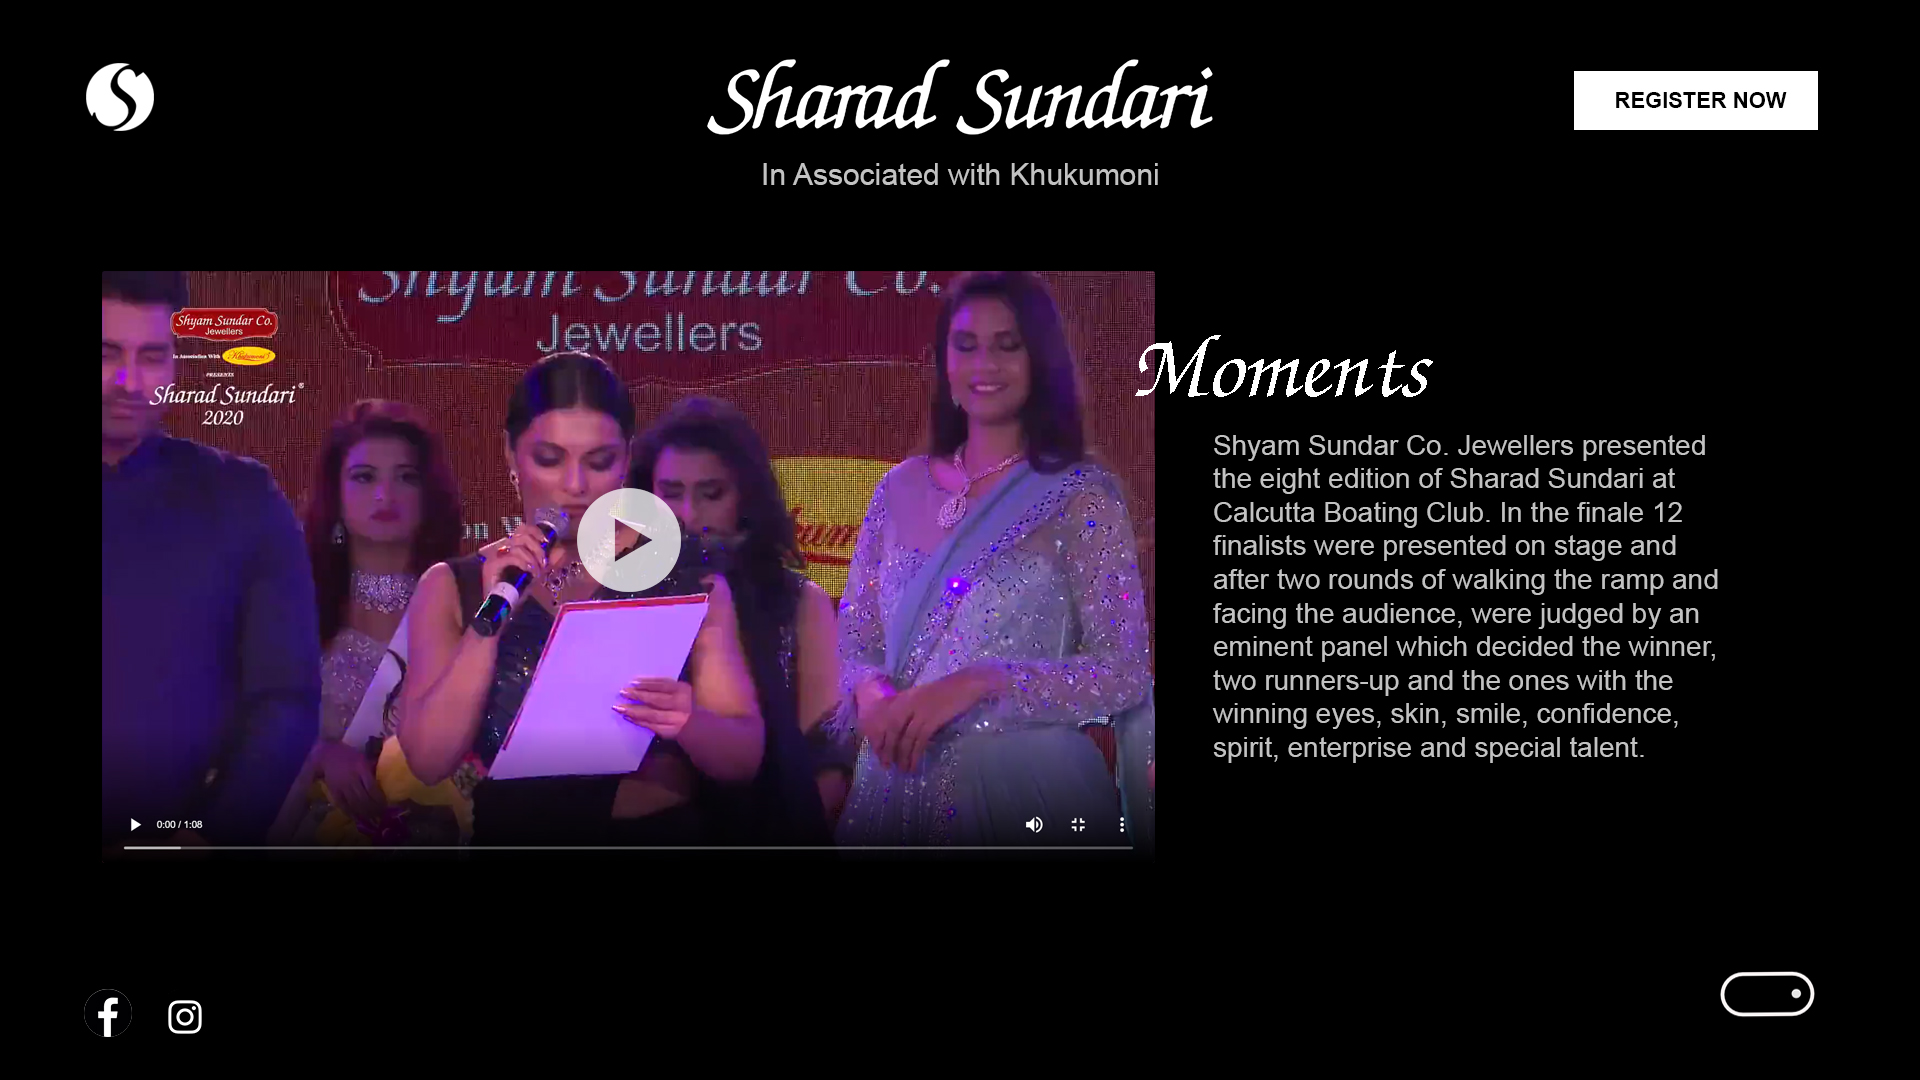 Sharad Sundari
REGISTER NOW
In Associated with Khukumoni
Shyam Sundar Co.
Jewellers
Shyam Sundar Co.
Jewellers
In Association With Khukumoni
PRESENTS
Sharad Sundari®
2020
Moments
Shyam Sundar Co. Jewellers presented
the eight edition of Sharad Sundari at
Calcutta Boating Club. In the finale 12
finalists were presented on stage and
after two rounds of walking the ramp and
facing the audience, were judged by an
eminent panel which decided the winner,
two runners-up and the ones with the
winning eyes, skin, smile, confidence,
spirit, enterprise and special talent.
0:00 / 1:08